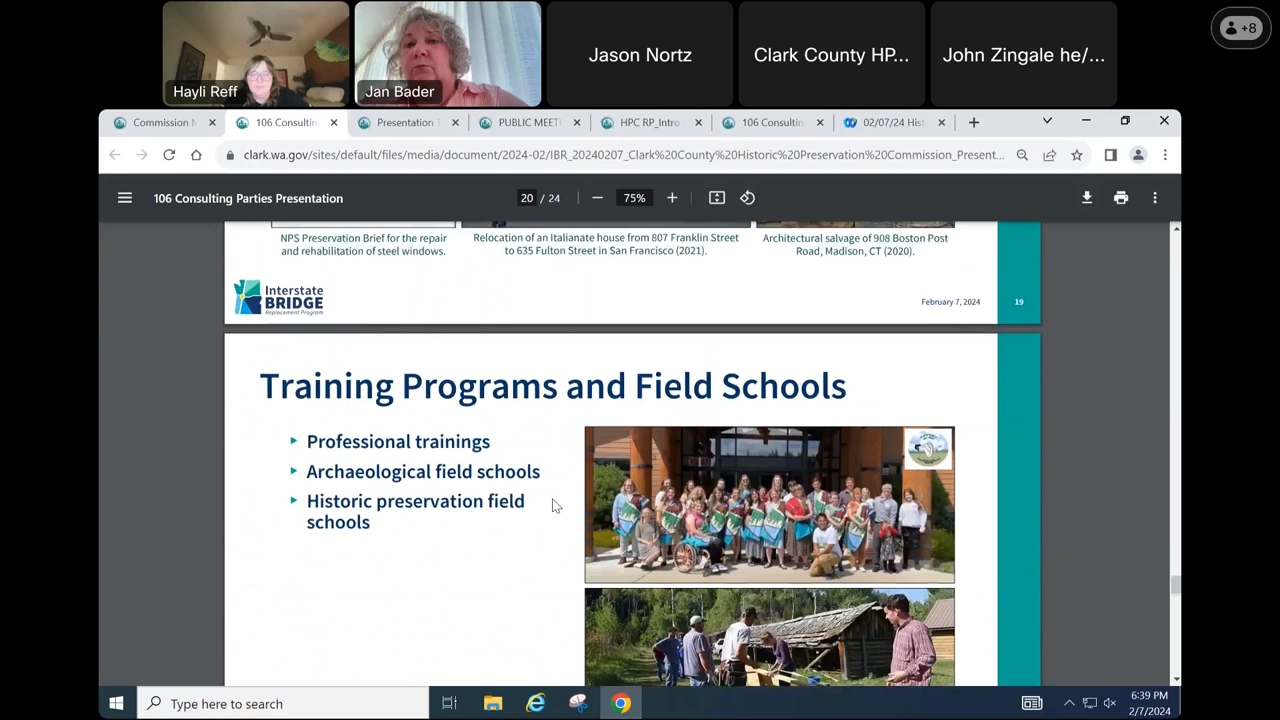 Hayli Reff
Jan Bader
Jason Nortz
Clark County HP...
John Zingale he/...
+8
Commission M
106 Consultin
Presentation T
PUBLIC MEET
HPC RP_Intro
106 Consultin
02/07/24 Hist
clark.wa.gov/sites/default/files/media/document/2024-02/IBR_20240207_Clark%20County%20Historic%20Preservation%20Commission_Present...
106 Consulting Parties Presentation
20 / 24
75%
NPS Preservation Brief for the repair
and rehabilitation of steel windows.
Relocation of an Italianate house from 807 Franklin Street
to 635 Fulton Street in San Francisco (2021).
Architectural salvage of 908 Boston Post
Road, Madison, CT (2020).
Interstate
BRIDGE
Replacement Program
February 7, 2024
19
Training Programs and Field Schools
Professional trainings
Archaeological field schools
Historic preservation field
schools
Type here to search
6:39 PM
2/7/2024